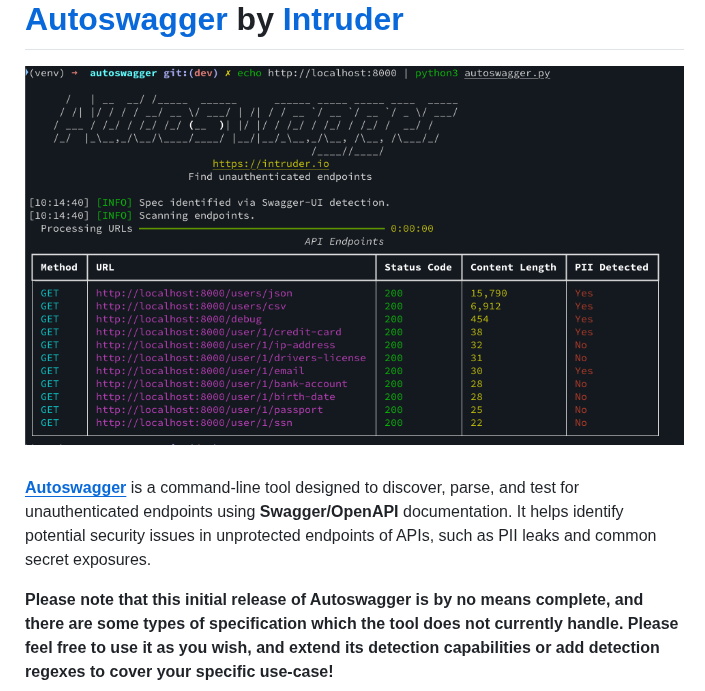 Autoswagger by Intruder
(venv) → autoswagger git:(dev) ✗ echo http://localhost:8000 | python3 autoswagger.py
https://intruder.io
Find unauthenticated endpoints
[10:14:40] [INFO] Spec identified via Swagger-UI detection.
[10:14:40] [INFO] Scanning endpoints.
Processing URLs 0:00:00
API Endpoints
Method URL Status Code Content Length PII Detected
GET http://localhost:8000/users/json 200 15,790 Yes
GET http://localhost:8000/users/csv 200 6,912 Yes
GET http://localhost:8000/debug 200 454 Yes
GET http://localhost:8000/user/1/credit-card 200 38 Yes
GET http://localhost:8000/user/1/ip-address 200 32 No
GET http://localhost:8000/user/1/drivers-license 200 31 No
GET http://localhost:8000/user/1/email 200 30 Yes
GET http://localhost:8000/user/1/bank-account 200 28 No
GET http://localhost:8000/user/1/birth-date 200 28 No
GET http://localhost:8000/user/1/passport 200 25 No
GET http://localhost:8000/user/1/ssn 200 22 No
Autoswagger is a command-line tool designed to discover, parse, and test for
unauthenticated endpoints using Swagger/OpenAPI documentation. It helps identify
potential security issues in unprotected endpoints of APIs, such as PII leaks and common
secret exposures.
Please note that this initial release of Autoswagger is by no means complete, and
there are some types of specification which the tool does not currently handle. Please
feel free to use it as you wish, and extend its detection capabilities or add detection
regexes to cover your specific use-case!